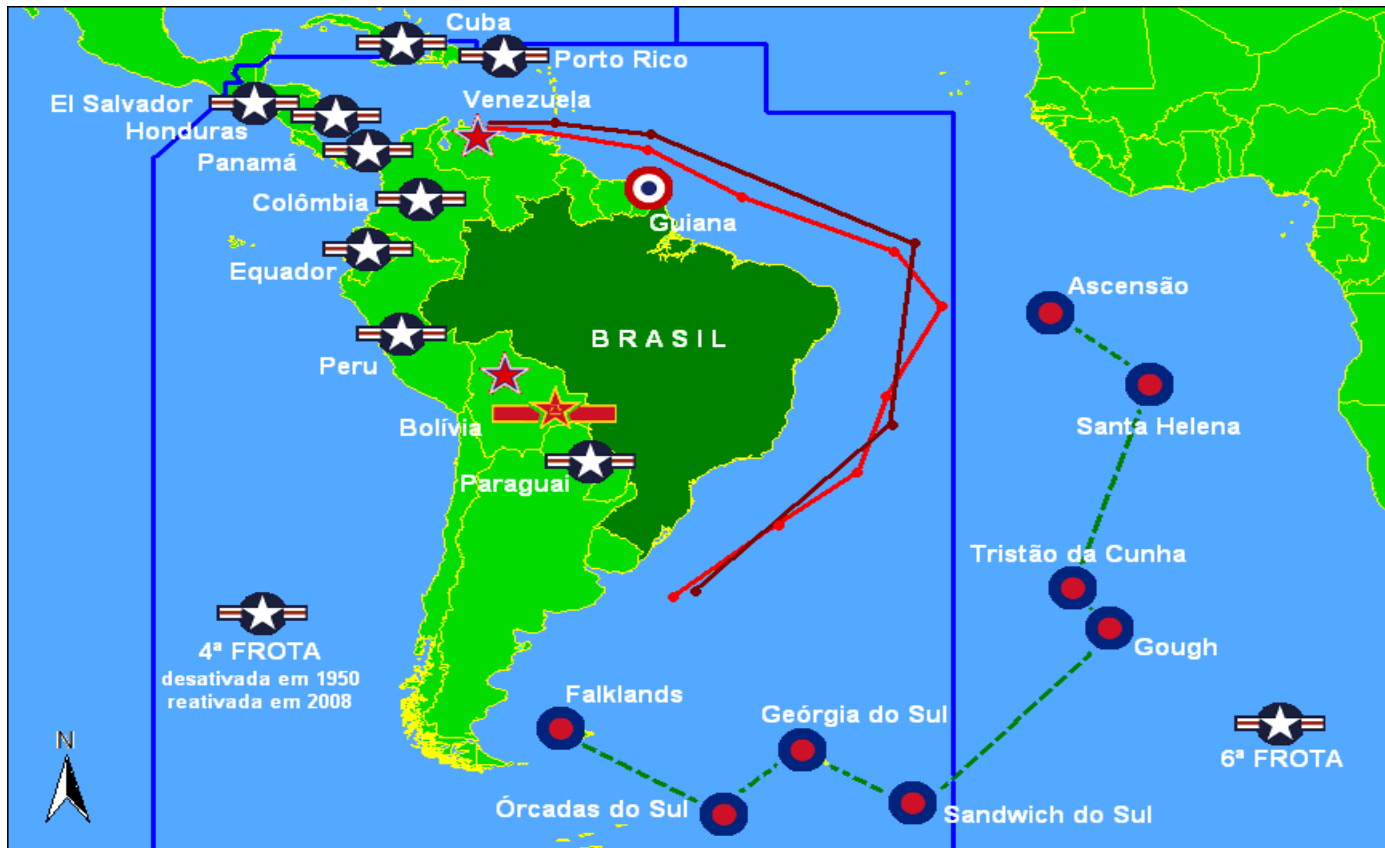 Cuba
Porto Rico
Venezuela
El Salvador
Honduras
Panamá
Colômbia
Guiana
Equador
Ascensão
BRASIL
Peru
Bolívia
Santa Helena
Paraguai
Tristão da Cunha
Gough
4ª FROTA
desativada em 1950
reativada em 2008
Falklands
Geórgia do Sul
N
6ª FROTA
Órcadas do Sul
Sandwich do Sul